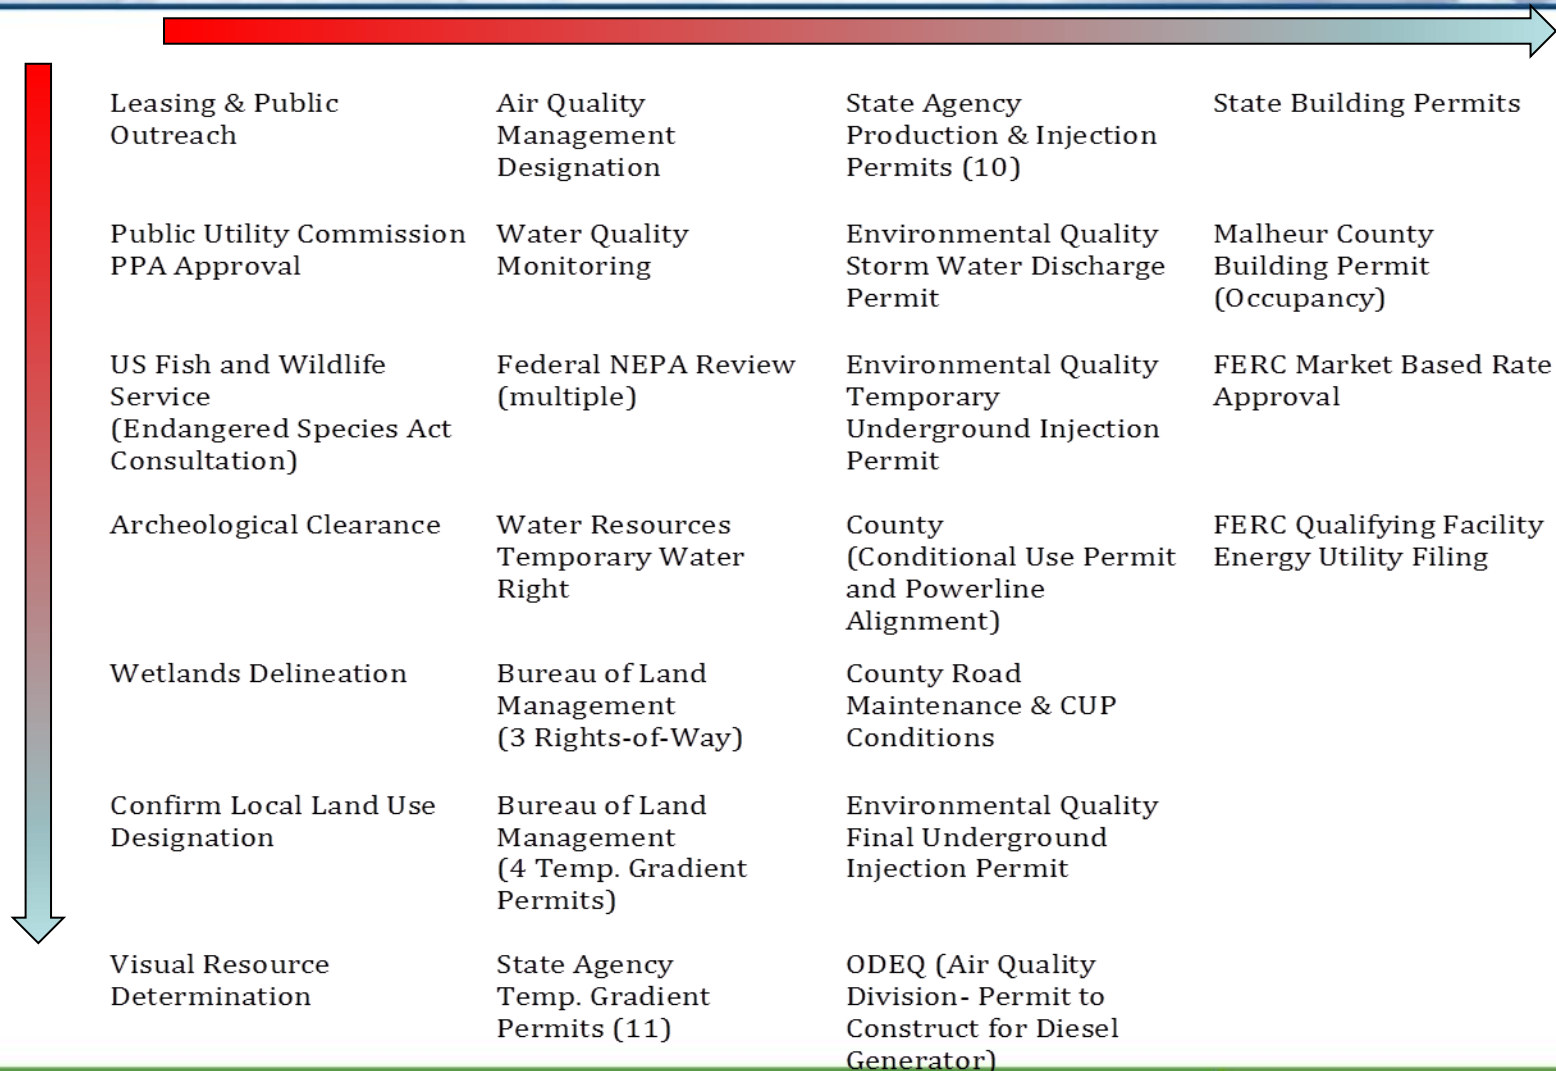 Leasing & Public
Outreach
Air Quality
Management
Designation
State Agency
Production & Injection
Permits (10)
State Building Permits
Public Utility Commission
PPA Approval
Water Quality
Monitoring
Environmental Quality
Storm Water Discharge
Permit
Malheur County
Building Permit
(Occupancy)
US Fish and Wildlife
Service
(Endangered Species Act
Consultation)
Federal NEPA Review
(multiple)
Environmental Quality
Temporary
Underground Injection
Permit
FERC Market Based Rate
Approval
Archeological Clearance
Water Resources
Temporary Water
Right
County
(Conditional Use Permit
and Powerline
Alignment)
FERC Qualifying Facility
Energy Utility Filing
Wetlands Delineation
Bureau of Land
Management
(3 Rights-of-Way)
County Road
Maintenance & CUP
Conditions
Confirm Local Land Use
Designation
Bureau of Land
Management
(4 Temp. Gradient
Permits)
Environmental Quality
Final Underground
Injection Permit
Visual Resource
Determination
State Agency
Temp. Gradient
Permits (11)
ODEQ (Air Quality
Division- Permit to
Construct for Diesel
Generator)